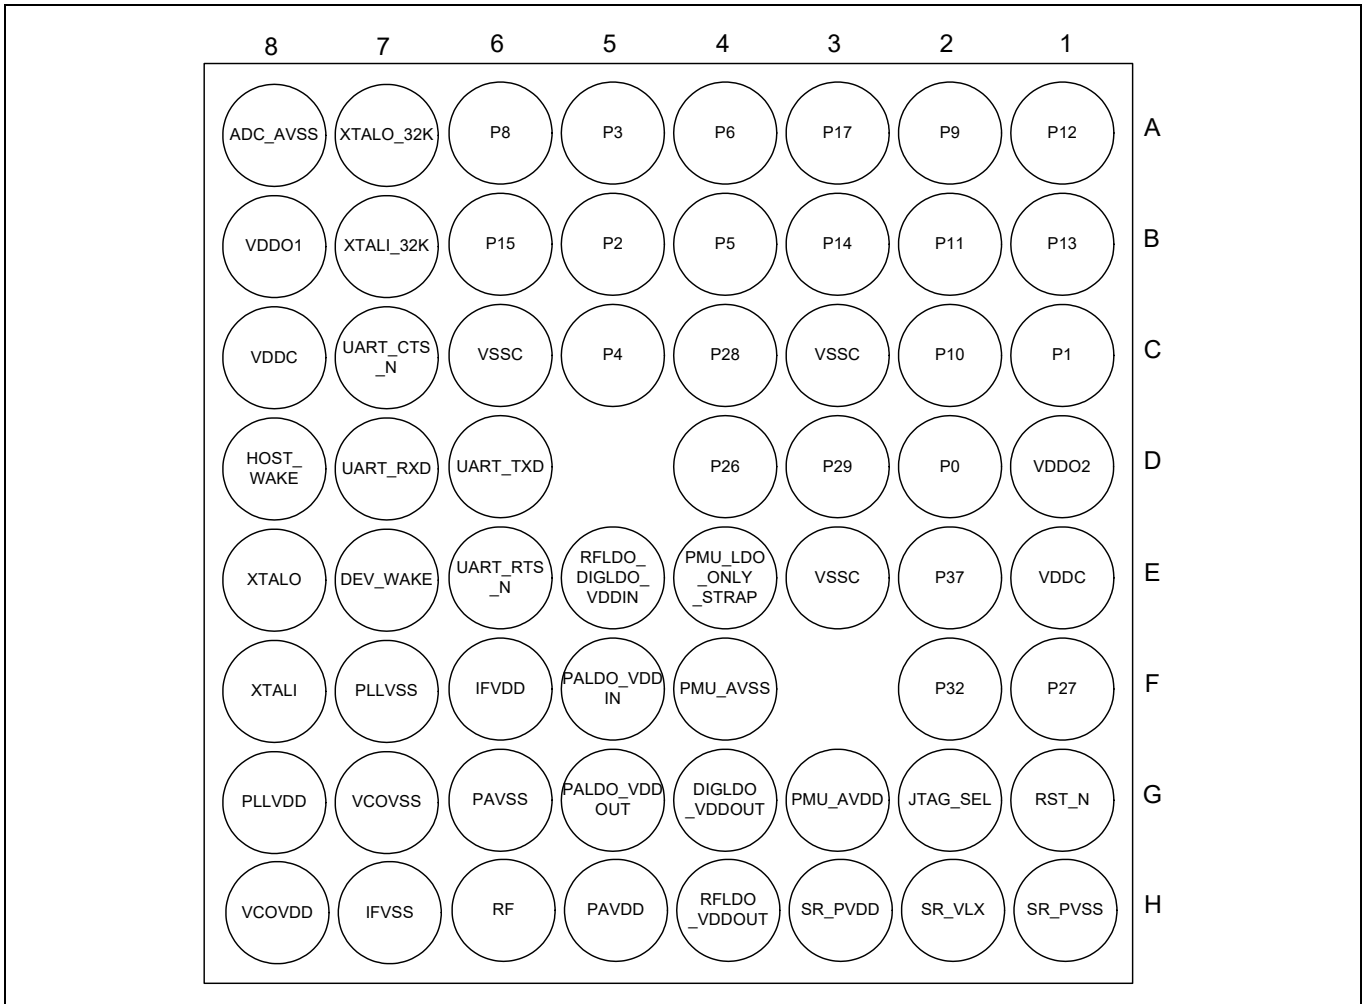 8 7 6 5 4 3 2 1
ADC_AVSS XTALO_32K P8 P3 P6 P17 P9 P12 A
VDDO1 XTALI_32K P15 P2 P5 P14 P11 P13 B
VDDC UART_CTS
_N VSSC P4 P28 VSSC P10 P1 C
HOST_
WAKE UART_RXD UART_TXD P26 P29 P0 VDDO2 D
XTALO DEV_WAKE UART_RTS
_N RFLDO_
DIGLDO_
VDDIN PMU_LDO
_ONLY
_STRAP VSSC P37 VDDC E
XTALI PLLVSS IFVDD PALDO_VDD
IN PMU_AVSS P32 P27 F
PLLVDD VCOVSS PAVSS PALDO_VDD
OUT DIGLDO
_VDDOUT PMU_AVDD JTAG_SEL RST_N G
VCOVDD IFVSS RF PAVDD RFLDO
_VDDOUT SR_PVDD SR_VLX SR_PVSS H